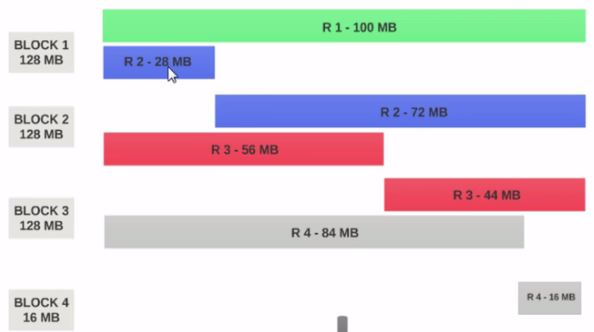 R 1 - 100 MB
BLOCK 1
128 MB
R 2 - 28 MB
BLOCK 2
128 MB
R 2 - 72 MB
R 3 - 56 MB
BLOCK 3
128 MB
R 3 - 44 MB
R 4 - 84 MB
BLOCK 4
16 MB
R 4 - 16 MB